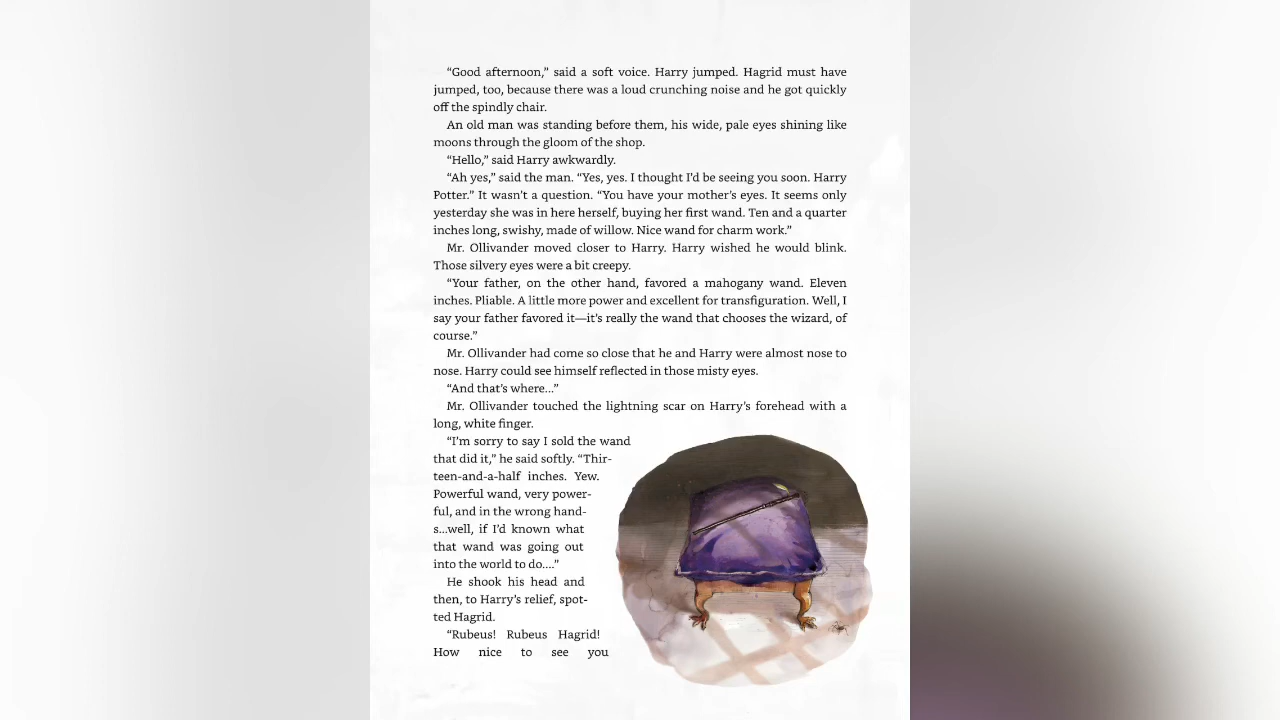 “Good afternoon,” said a soft voice. Harry jumped. Hagrid must have
jumped, too, because there was a loud crunching noise and he got quickly
off the spindly chair.
An old man was standing before them, his wide, pale eyes shining like
moons through the gloom of the shop.
“Hello,” said Harry awkwardly.
“Ah yes,” said the man. “Yes, yes. I thought I’d be seeing you soon. Harry
Potter.” It wasn’t a question. “You have your mother’s eyes. It seems only
yesterday she was in here herself, buying her first wand. Ten and a quarter
inches long, swishy, made of willow. Nice wand for charm work.”
Mr. Ollivander moved closer to Harry. Harry wished he would blink.
Those silvery eyes were a bit creepy.
“Your father, on the other hand, favored a mahogany wand. Eleven
inches. Pliable. A little more power and excellent for transfiguration. Well, I
say your father favored it—it’s really the wand that chooses the wizard, of
course.”
Mr. Ollivander had come so close that he and Harry were almost nose to
nose. Harry could see himself reflected in those misty eyes.
“And that’s where...”
Mr. Ollivander touched the lightning scar on Harry’s forehead with a
long, white finger.
“I’m sorry to say I sold the wand
that did it,” he said softly. “Thir-
teen-and-a-half inches. Yew.
Powerful wand, very power-
ful, and in the wrong hand-
s...well, if I’d known what
that wand was going out
into the world to do....”
He shook his head and
then, to Harry’s relief, spot-
ted Hagrid.
“Rubeus! Rubeus Hagrid!
How nice to see you